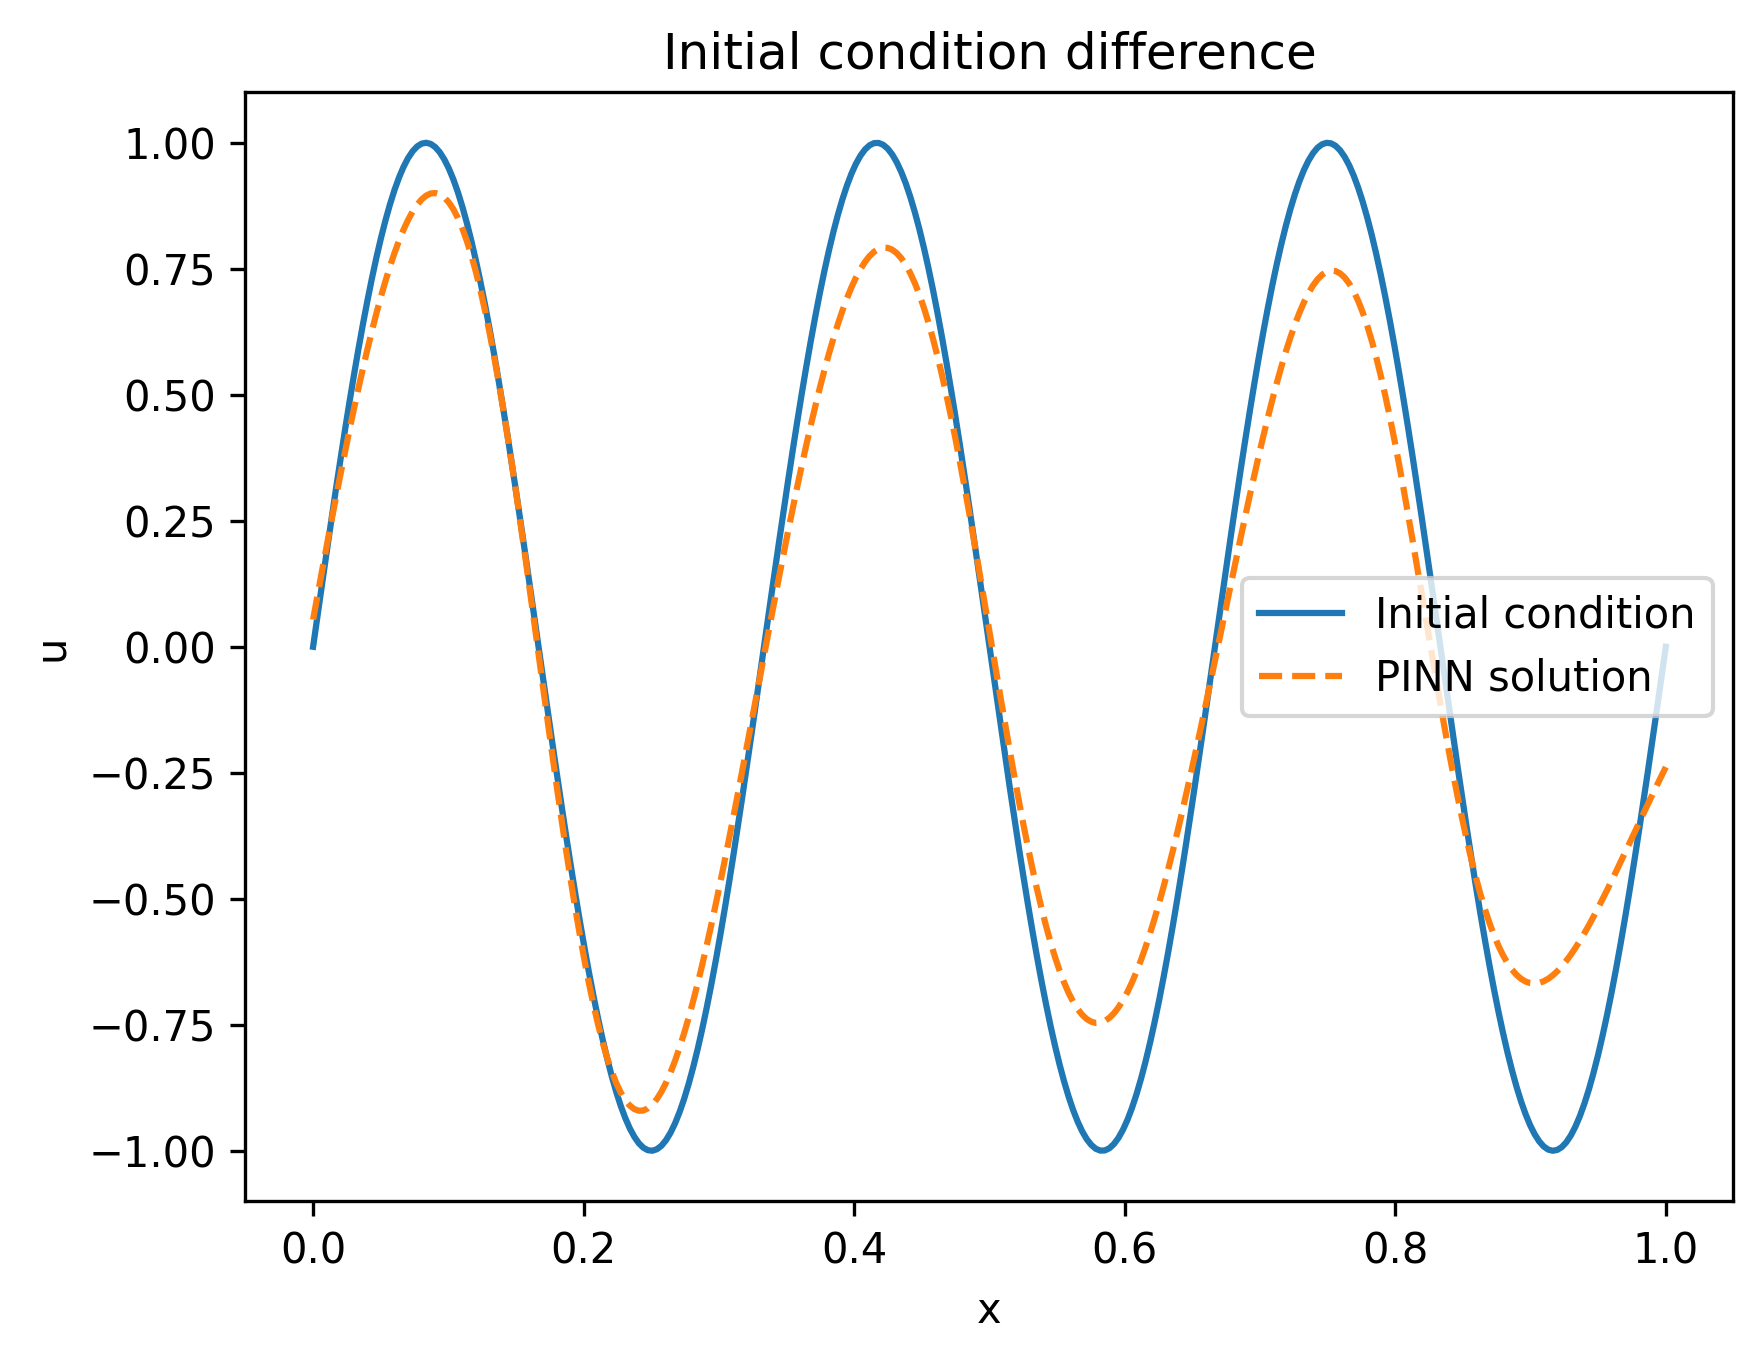 Initial condition difference
1.00
0.75
0.50
0.25
0.00
−0.25
−0.50
−0.75
−1.00
u
Initial condition
PINN solution
0.0 0.2 0.4 0.6 0.8 1.0
x